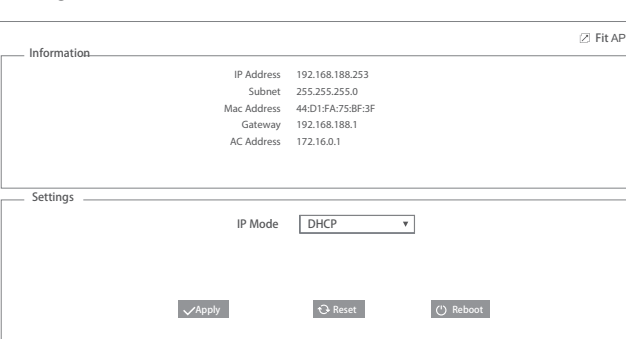 Fit AP
Information
IP Address 192.168.188.253
Subnet 255.255.255.0
Mac Address 44:D1:FA:75:BF:3F
Gateway 192.168.188.1
AC Address 172.16.0.1
Settings
IP Mode DHCP
Apply Reset Reboot